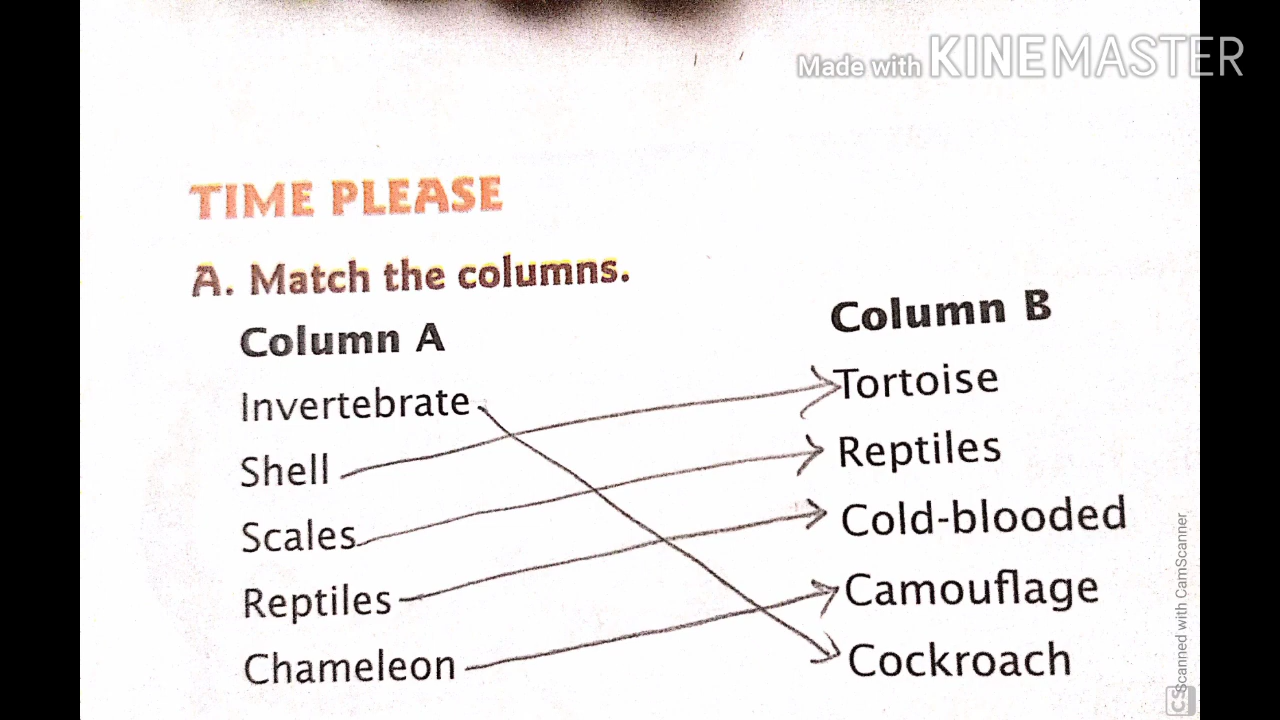 Made with KINEMASTER
TIME PLEASE
A. Match the columns.
Column A
Column B
Invertebrate
Tortoise
Shell
Reptiles
Scales
Cold-blooded
Reptiles
Camouflage
Chameleon
Cockroach
CS Scanned with CamScanner